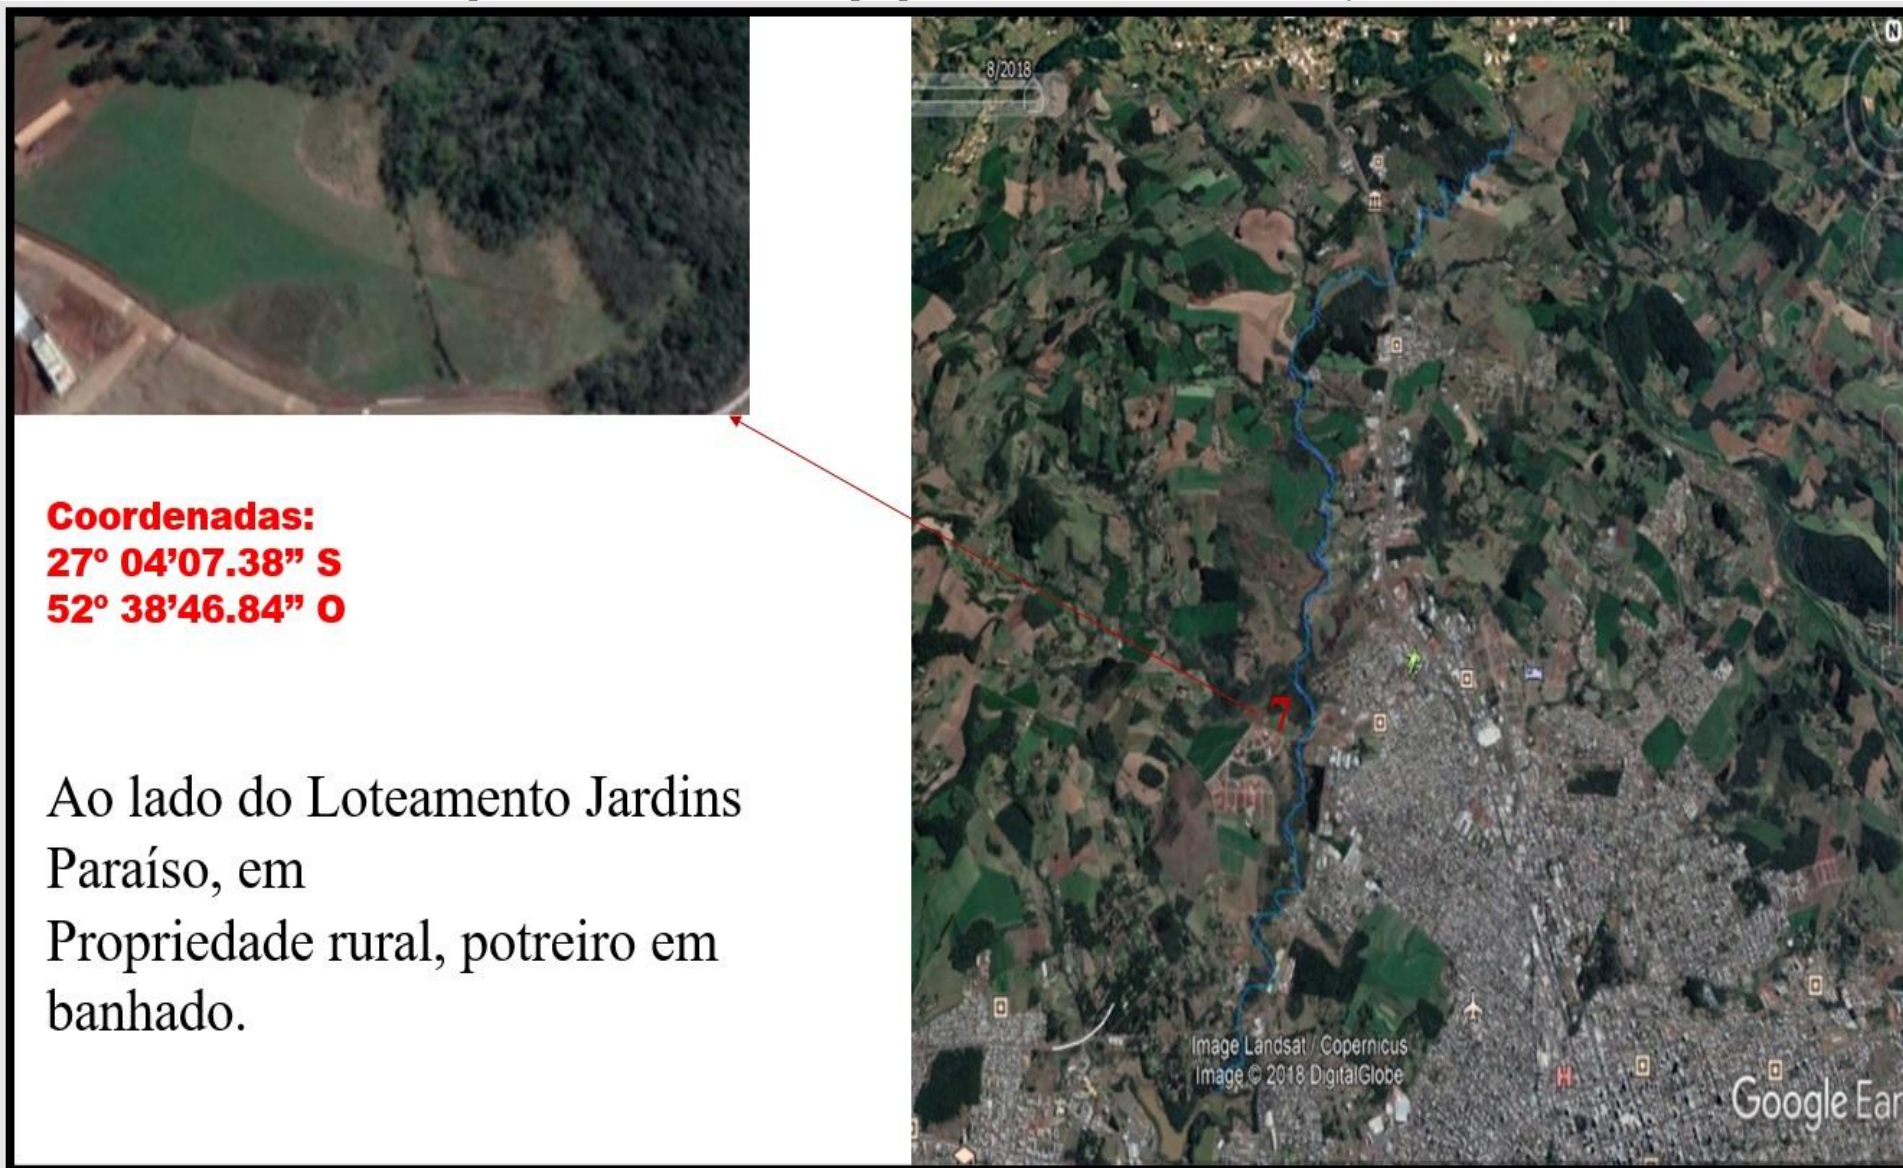 8/2018
N
Coordenadas:
27º 04’07.38” S
52º 38’46.84” O
7
Ao lado do Loteamento Jardins
Paraíso, em
Propriedade rural, potreiro em
banhado.
Image Landsat / Copernicus
Image © 2018 DigitalGlobe
H
Google Ear